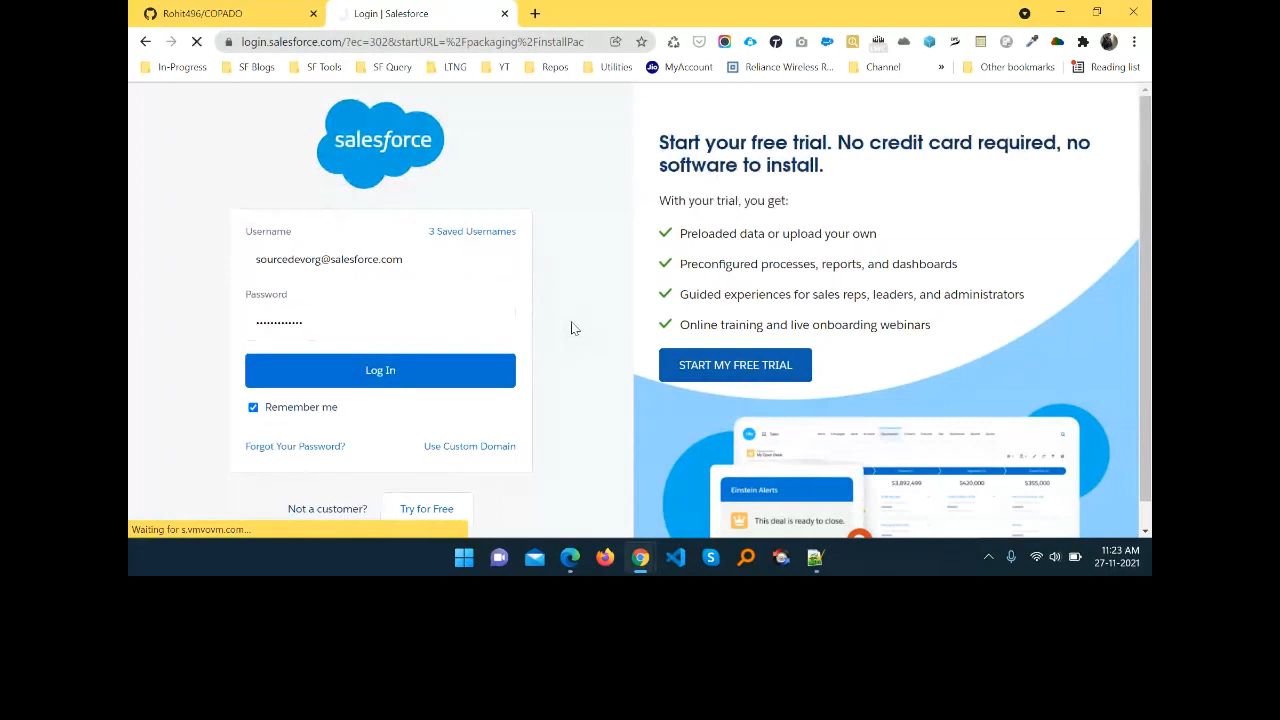 Rohit496/COPADO
Login | Salesforce
login.salesforce.com/?ec=302&startURL=%2Fpackaging%2FinstallPac
In-Progress
SF Blogs
SF Tools
SF Query
LTNG
YT
Repos
Utilities
MyAccount
Reliance Wireless R...
Channel
»
Other bookmarks
Reading list
salesforce
Username
3 Saved Usernames
sourcedevorg@salesforce.com
Password
•••••••••••••
Log In
Remember me
Forgot Your Password?
Use Custom Domain
Not a customer?
Try for Free
Start your free trial. No credit card required, no
software to install.
With your trial, you get:
Preloaded data or upload your own
Preconfigured processes, reports, and dashboards
Guided experiences for sales reps, leaders, and administrators
Online training and live onboarding webinars
START MY FREE TRIAL
$3,892,499
$420,000
Einstein Alerts
This deal is ready to close.
Waiting for s.vmvovm.com...
11:23 AM
27-11-2021